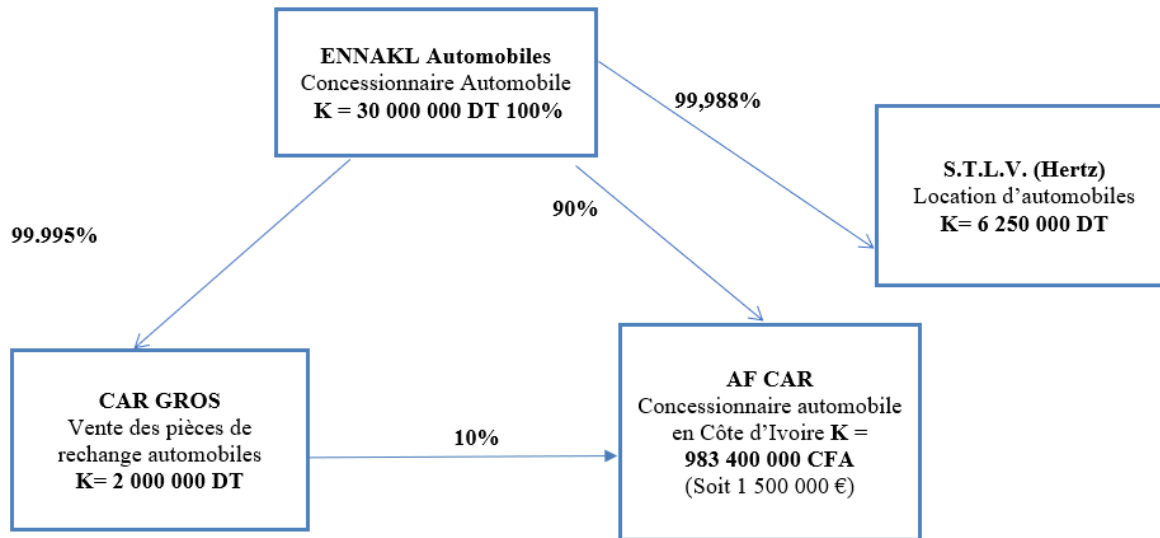 ENNAKL Automobiles
Concessionnaire Automobile
K = 30 000 000 DT 100%
99,988%
S.T.L.V. (Hertz)
Location d’automobiles
K= 6 250 000 DT
90%
99.995%
CAR GROS
Vente des pièces de
rechange automobiles
K= 2 000 000 DT
10%
AF CAR
Concessionnaire automobile
en Côte d’Ivoire K =
983 400 000 CFA
(Soit 1 500 000 €)